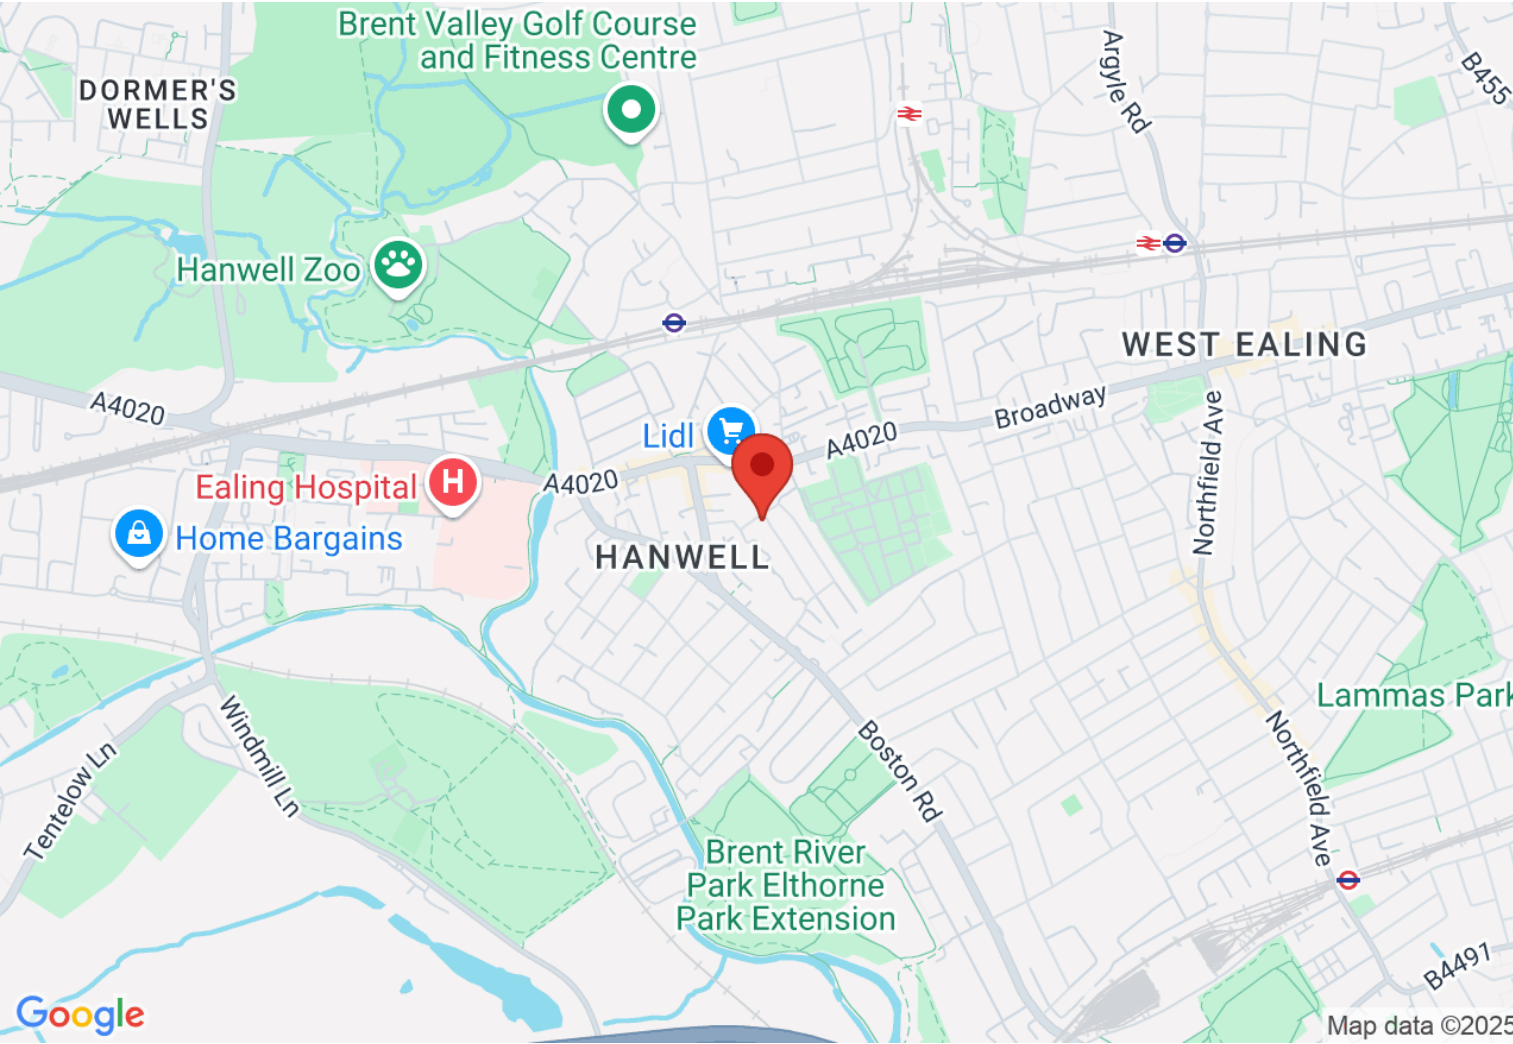 Brent Valley Golf Course
and Fitness Centre
Argyle Rd
B455
DORMER'S
WELLS
Hanwell Zoo
WEST EALING
A4020
Broadway
Northfield Ave
Lidl
A4020
A4020
Ealing Hospital
H
Home Bargains
HANWELL
Lammas Park
Windmill Ln
Tentelow Ln
Boston Rd
Northfield Ave
Brent River
Park Elthorne
Park Extension
B4491
Google
Map data ©2025